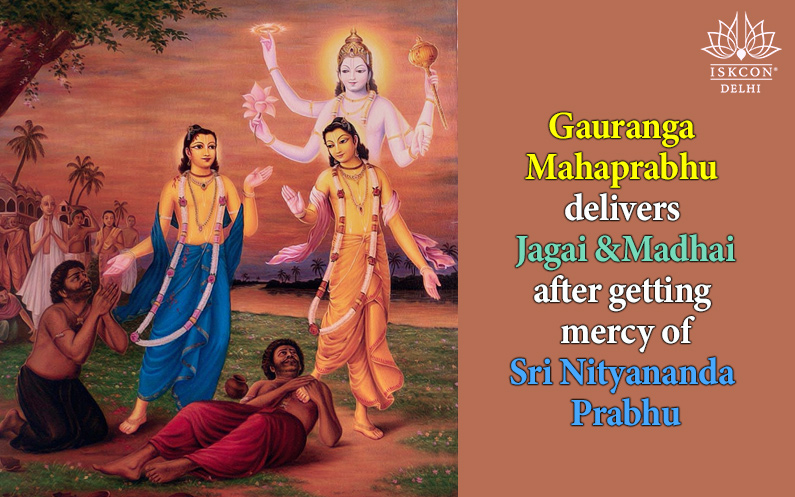 ISKCON®
DELHI
Gauranga
Mahaprabhu
delivers
Jagai &Madhai
after getting
mercy of
Sri Nityananda
Prabhu